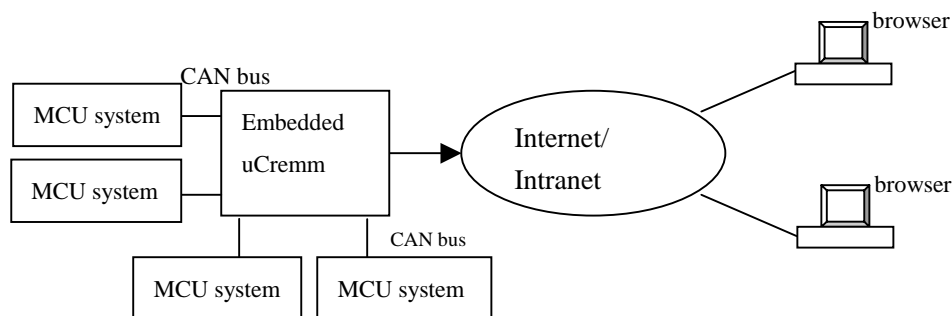 browser
CAN bus
MCU system
Embedded
uCremm
Internet/
Intranet
MCU system
browser
CAN bus
MCU system
MCU system